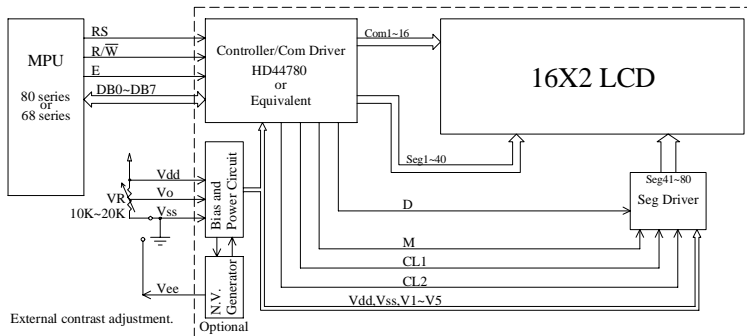 MPU
80 series
or
68 series
RS
R/W̅
E
DB0~DB7
Controller/Com Driver
HD44780
or
Equivalent
Com1~16
16X2 LCD
Seg1~40
Seg41~80
Seg Driver
D
M
CL1
CL2
Vdd,Vss,V1~V5
Vdd
Vo
Vss
VR
10K~20K
Bias and
Power Circuit
Vee
N.V.
Generator
Optional
External contrast adjustment.